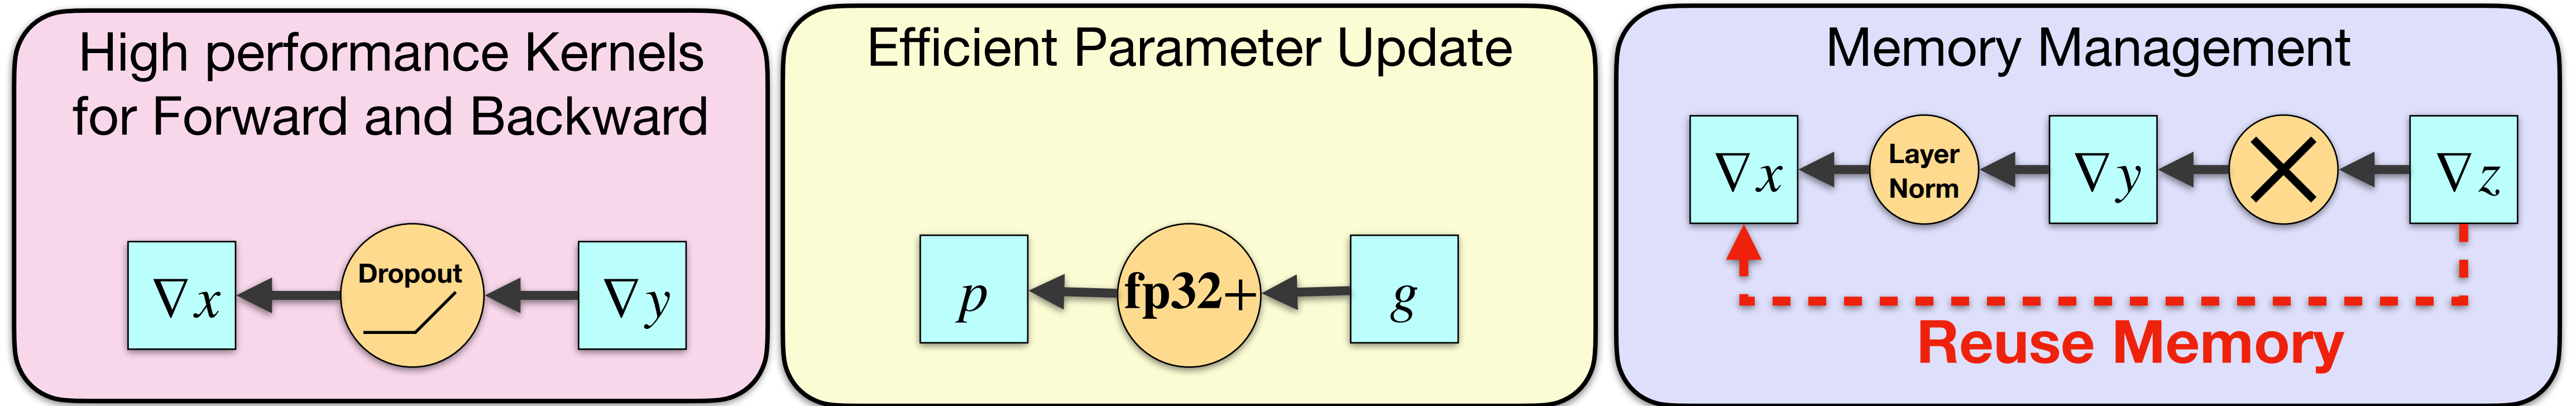 High performance Kernels
for Forward and Backward
∇x
Dropout
∇y
Efficient Parameter Update
p
fp32+
g
Memory Management
∇x
Layer
Norm
∇y
∇z
Reuse Memory